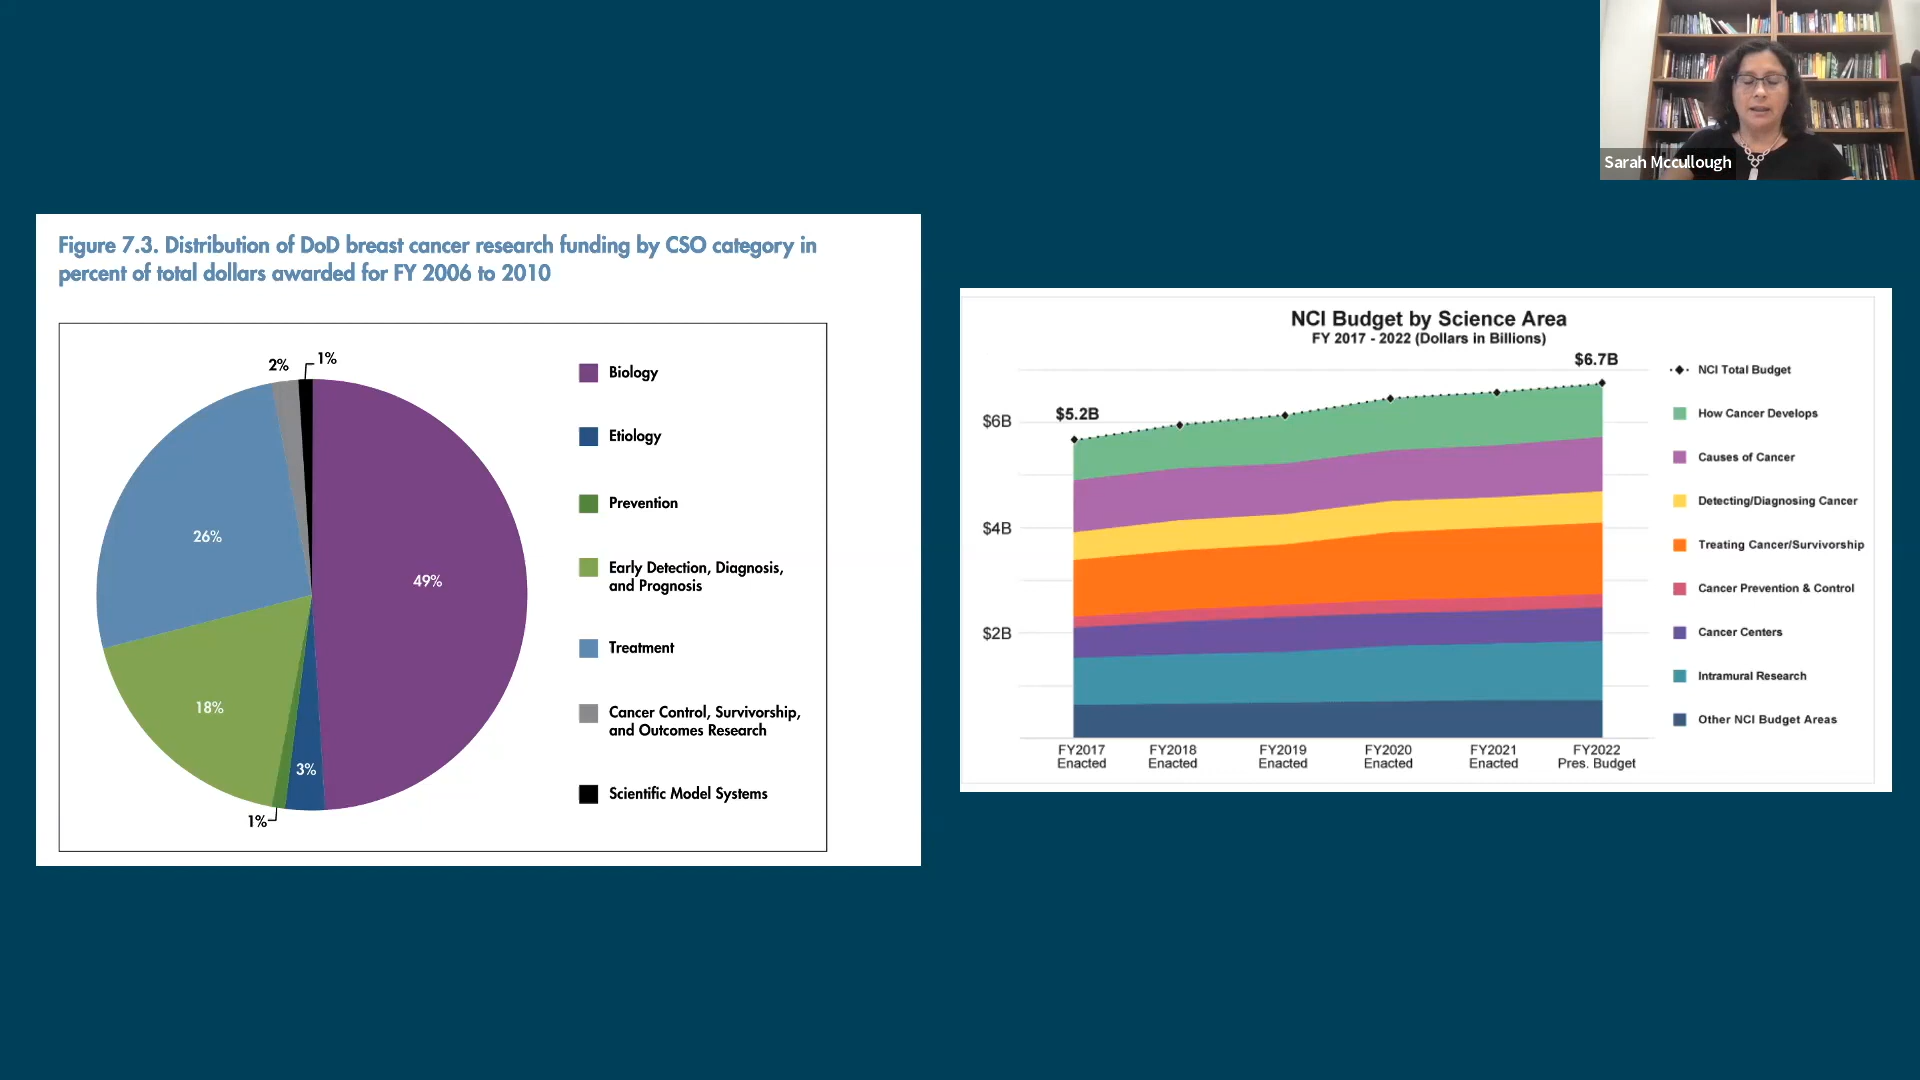 Sarah Mccullough
Figure 7.3. Distribution of DoD breast cancer research funding by CSO category in
percent of total dollars awarded for FY 2006 to 2010
2%
1%
26%
49%
18%
3%
1%
Biology
Etiology
Prevention
Early Detection, Diagnosis,
and Prognosis
Treatment
Cancer Control, Survivorship,
and Outcomes Research
Scientific Model Systems
NCI Budget by Science Area
FY 2017 - 2022 (Dollars in Billions)
$6.7B
$5.2B
$6B
$4B
$2B
FY2017
Enacted
FY2018
Enacted
FY2019
Enacted
FY2020
Enacted
FY2021
Enacted
FY2022
Pres. Budget
NCI Total Budget
How Cancer Develops
Causes of Cancer
Detecting/Diagnosing Cancer
Treating Cancer/Survivorship
Cancer Prevention & Control
Cancer Centers
Intramural Research
Other NCI Budget Areas